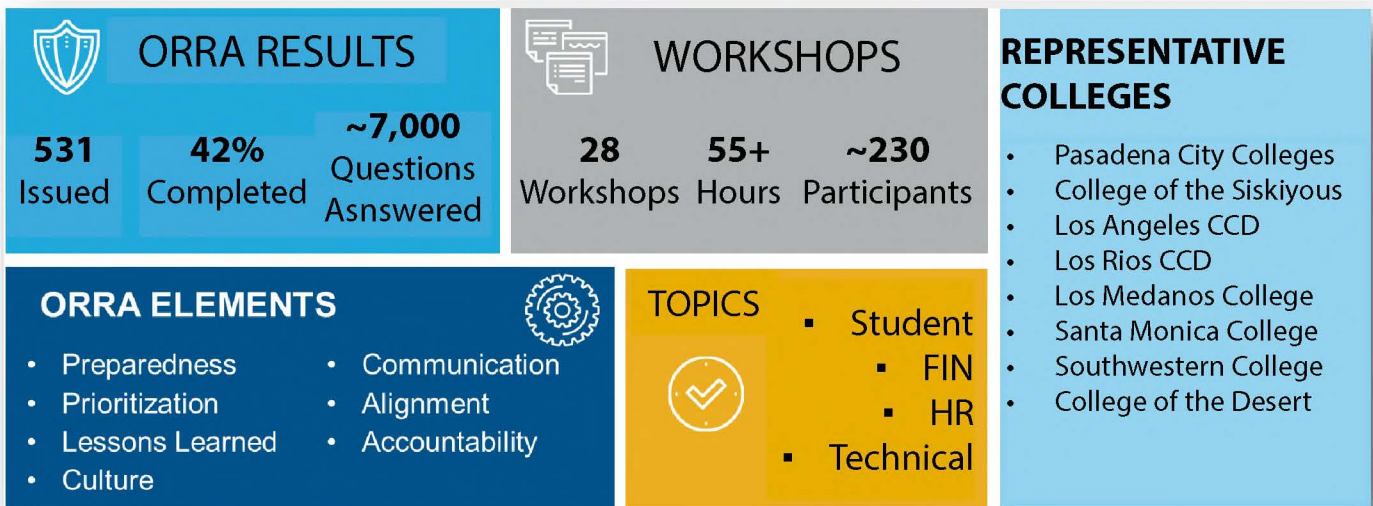 ORRA RESULTS
531
Issued
42%
Completed
~7,000
Questions
Asnswered
WORKSHOPS
28
Workshops
55+
Hours
~230
Participants
REPRESENTATIVE
COLLEGES
• Pasadena City Colleges
• College of the Siskiyous
• Los Angeles CCD
• Los Rios CCD
• Los Medanos College
• Santa Monica College
• Southwestern College
• College of the Desert
ORRA ELEMENTS
• Preparedness
• Prioritization
• Lessons Learned
• Culture
• Communication
• Alignment
• Accountability
TOPICS
▪ Student
▪ FIN
▪ HR
▪ Technical